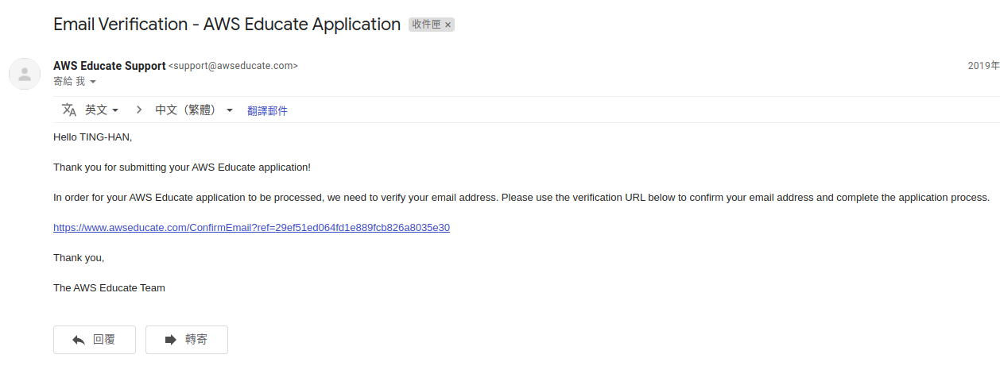 Email Verification - AWS Educate Application 收件匣 ×
AWS Educate Support <support@awseducate.com> 2019年
寄給 我
英文 中文（繁體） 翻譯郵件
Hello TING-HAN,
Thank you for submitting your AWS Educate application!
In order for your AWS Educate application to be processed, we need to verify your email address. Please use the verification URL below to confirm your email address and complete the application process.
https://www.awseducate.com/ConfirmEmail?ref=29ef51ed064fd1e889fcb826a8035e30
Thank you,
The AWS Educate Team
回覆 轉寄